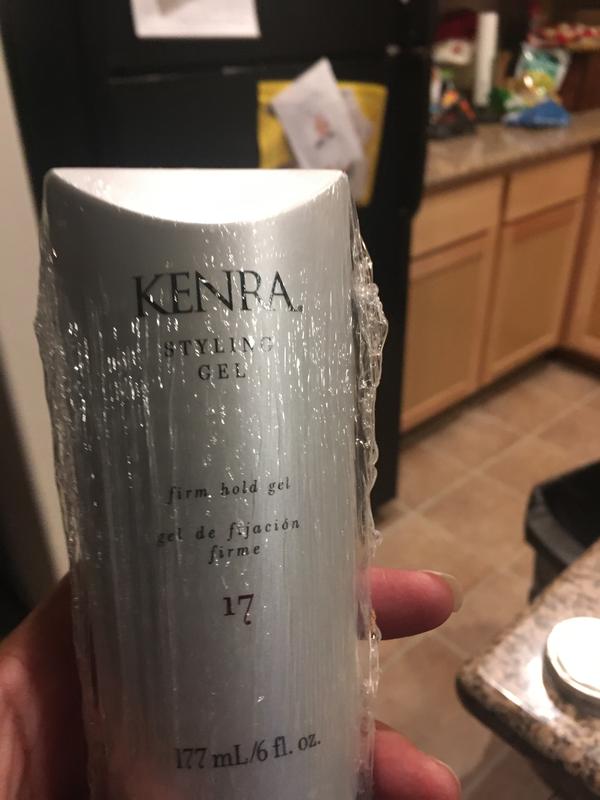 KENRA
STYLING
GEL
firm hold gel
gel de fijación
firme
17
177 mL/6 fl. oz.